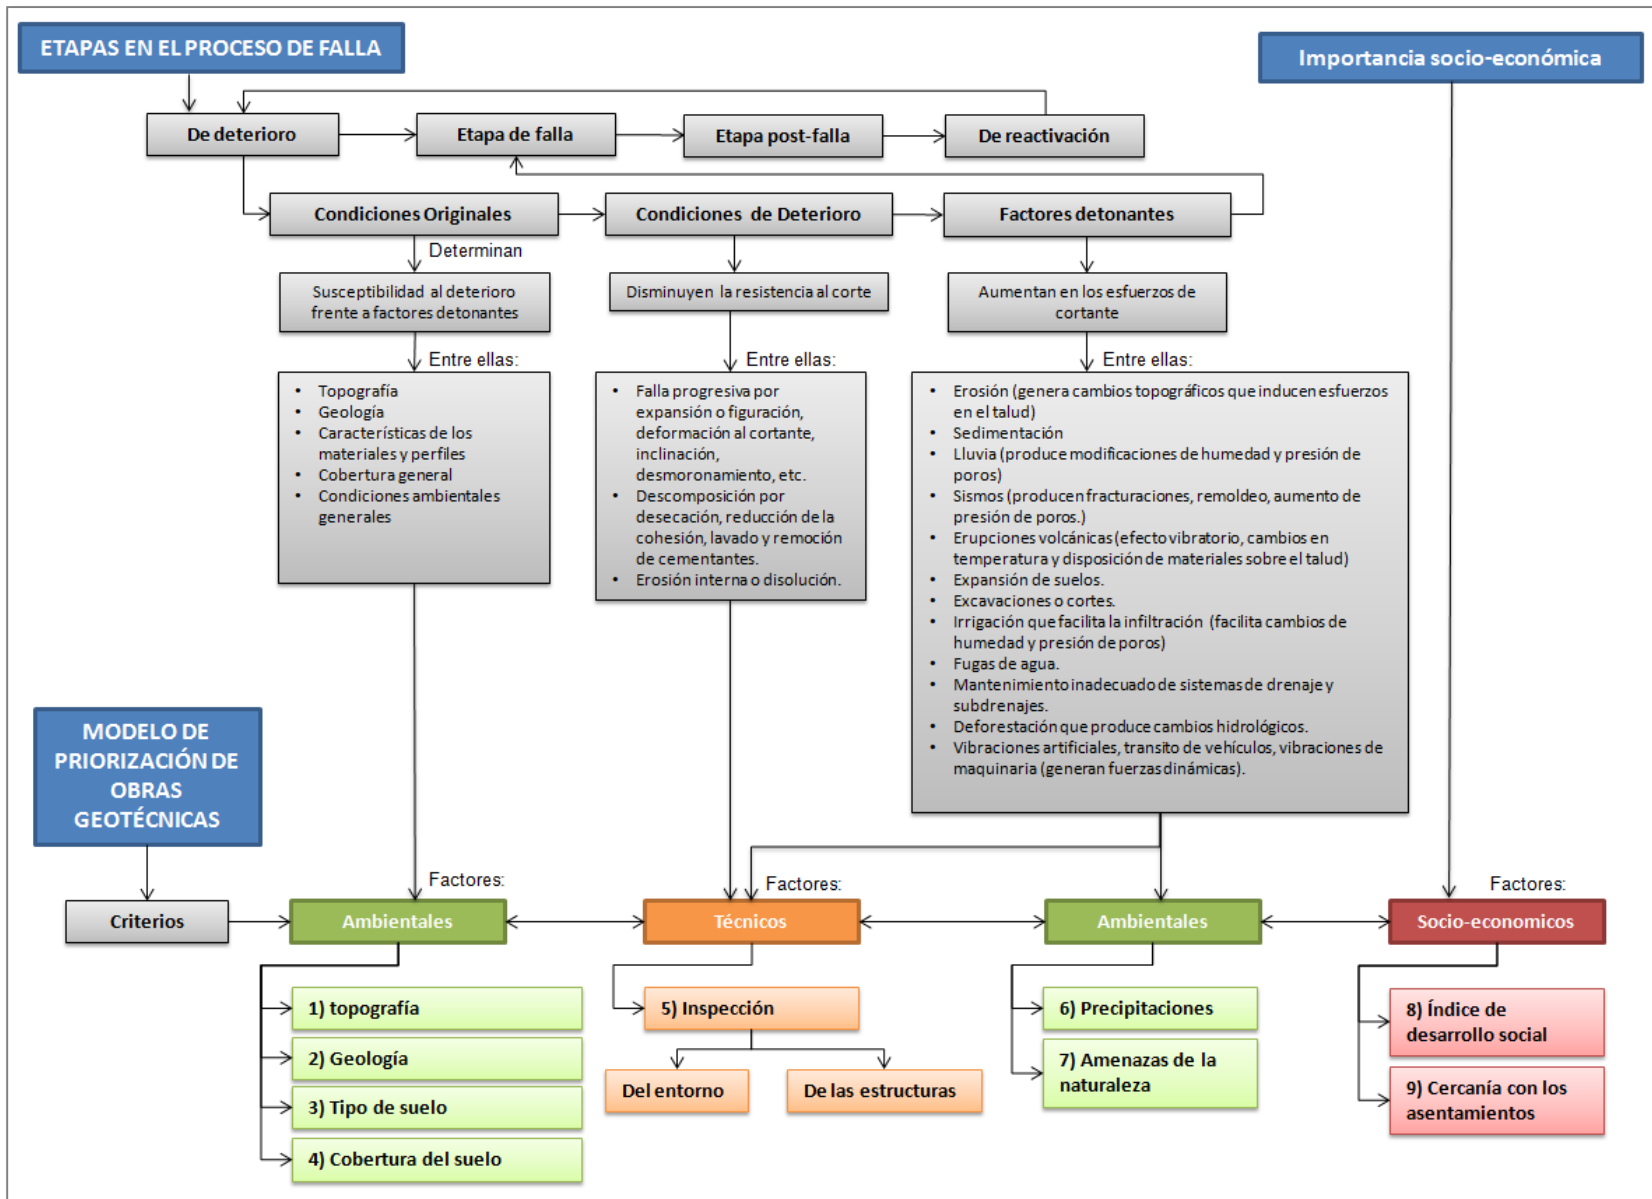 ETAPAS EN EL PROCESO DE FALLA
Importancia socio-económica
De deterioro
Etapa de falla
Etapa post-falla
De reactivación
Condiciones Originales
Condiciones de Deterioro
Factores detonantes
Determinan
Susceptibilidad al deterioro
frente a factores detonantes
Disminuyen la resistencia al corte
Aumentan en los esfuerzos de
cortante
Entre ellas:
Entre ellas:
Entre ellas:
• Topografía
• Geología
• Características de los
materiales y perfiles
• Cobertura general
• Condiciones ambientales
generales
• Falla progresiva por
expansión o figuración,
deformación al cortante,
inclinación,
desmoronamiento, etc.
• Descomposición por
desecación, reducción de la
cohesión, lavado y remoción
de cementantes.
• Erosión interna o disolución.
• Erosión (genera cambios topográficos que inducen esfuerzos
en el talud)
• Sedimentación
• Lluvia (produce modificaciones de humedad y presión de
poros)
• Sismos (producen fracturaciones, remoldeo, aumento de
presión de poros.)
• Erupciones volcánicas (efecto vibratorio, cambios en
temperatura y disposición de materiales sobre el talud)
• Expansión de suelos.
• Excavaciones o cortes.
• Irrigación que facilita la infiltración (facilita cambios de
humedad y presión de poros)
• Fugas de agua.
• Mantenimiento inadecuado de sistemas de drenaje y
subdrenajes.
• Deforestación que produce cambios hidrológicos.
• Vibraciones artificiales, transito de vehículos, vibraciones de
maquinaria (generan fuerzas dinámicas).
MODELO DE
PRIORIZACIÓN DE
OBRAS
GEOTÉCNICAS
Factores:
Factores:
Factores:
Criterios
Ambientales
Técnicos
Ambientales
Socio-economicos
1) topografía
2) Geología
3) Tipo de suelo
4) Cobertura del suelo
5) Inspección
Del entorno
De las estructuras
6) Precipitaciones
7) Amenazas de la
naturaleza
8) Índice de
desarrollo social
9) Cercanía con los
asentamientos